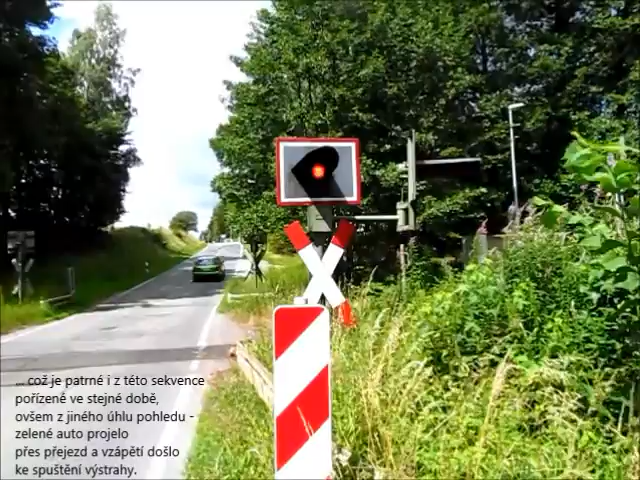 ... což je patrné i z této sekvence
pořízené ve stejné době,
ovšem z jiného úhlu pohledu -
zelené auto projelo
přes přejezd a vzápětí došlo
ke spuštění výstrahy.